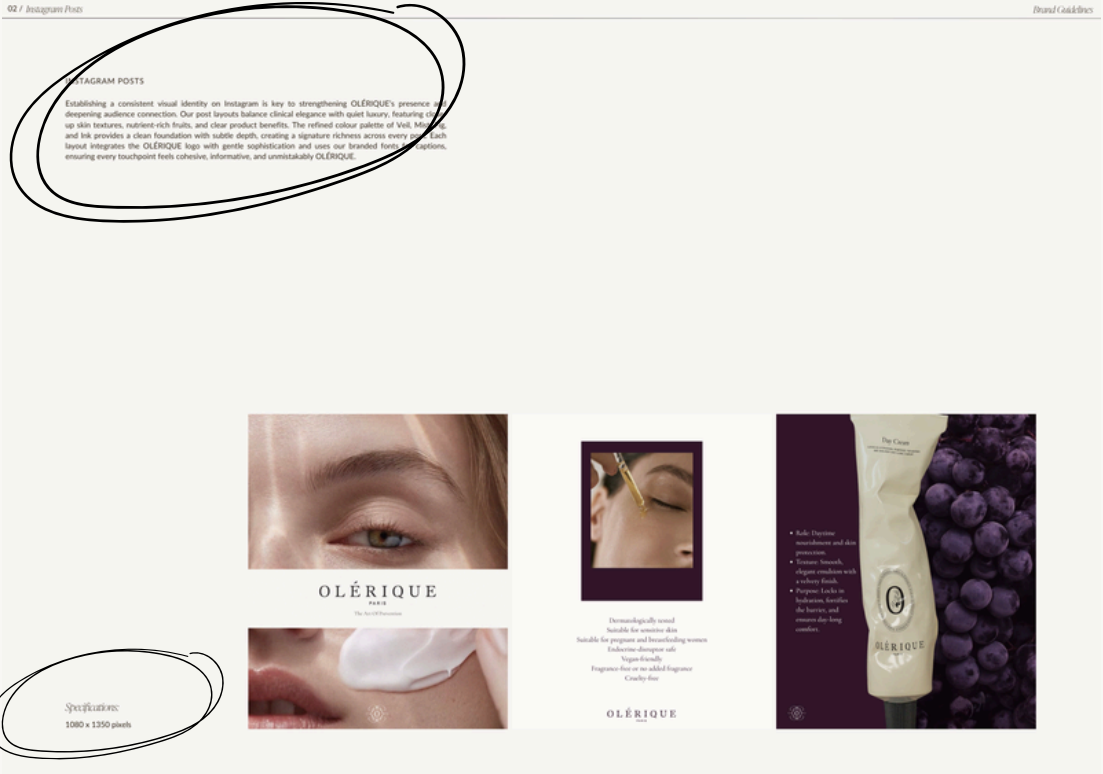 02 / Instagram Posts
Brand Guidelines
INSTAGRAM POSTS
Establishing a consistent visual identity on Instagram is key to strengthening OLÉRIQUE's presence and
deepening audience connection. Our post layouts balance clinical elegance with quiet luxury, featuring close-
up skin textures, nutrient-rich fruits, and clear product benefits. The refined colour palette of Veil,
and Ink provides a clean foundation with subtle depth, creating a signature richness across every post. Each
layout integrates the OLÉRIQUE logo with gentle sophistication and uses our branded fonts for captions,
ensuring every touchpoint feels cohesive, informative, and unmistakably OLÉRIQUE.
OLÉRIQUE
PARIS
The Art Of Prevention
Dermatologically tested
Suitable for sensitive skin
Suitable for pregnant and breastfeeding women
Endocrine-disruptor safe
Vegan-friendly
Fragrance-free or no added fragrance
Cruelty-free
OLÉRIQUE
PARIS
Day Cream
• Role: Daytime
nourishment and skin
protection.
• Texture: Smooth,
elegant emulsion with
a velvety finish.
• Purpose: Locks in
hydration, fortifies
the barrier, and
ensures day-long
comfort.
OLÉRIQUE
Specifications:
1080 x 1350 pixels